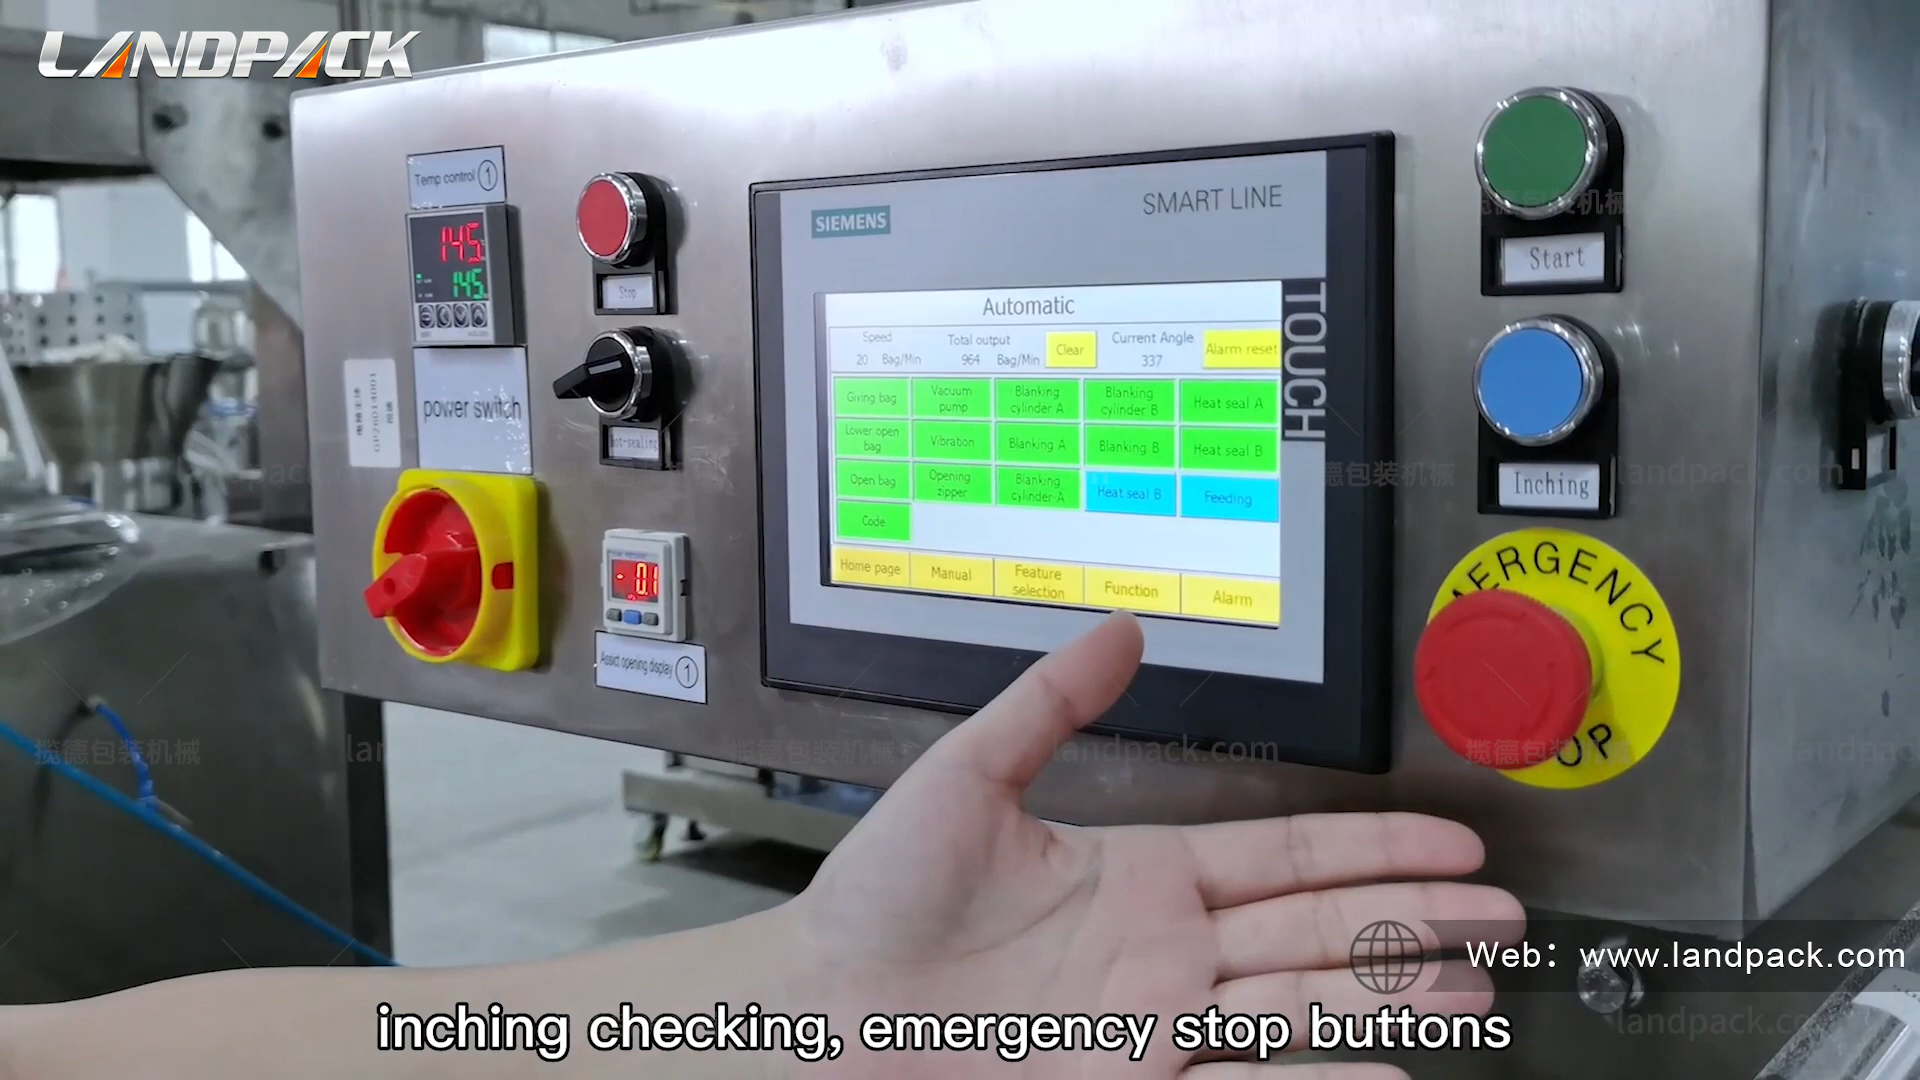 LANDPACK
Temp control 1
145
145
power switch
Stop
Hot-sealing
-0.1
Assict opening display 1
SIEMENS
SMART LINE
TOUCH
Automatic
Speed
20 Bag/Min
Total output
964 Bag/Min
Clear
Current Angle
337
Alarm reset
Giving bag
Vacuum pump
Blanking cylinder A
Blanking cylinder B
Heat seal A
Lower open bag
Vibration
Blanking A
Blanking B
Heat seal B
Open bag
Opening zipper
Blanking cylinder A
Heat seal B
Feeding
Code
Home page
Manual
Feature selection
Function
Alarm
Start
Inching
EMERGENCY
OP
揽德包装机械
landpack.com
Web：www.landpack.com
inching checking, emergency stop buttons